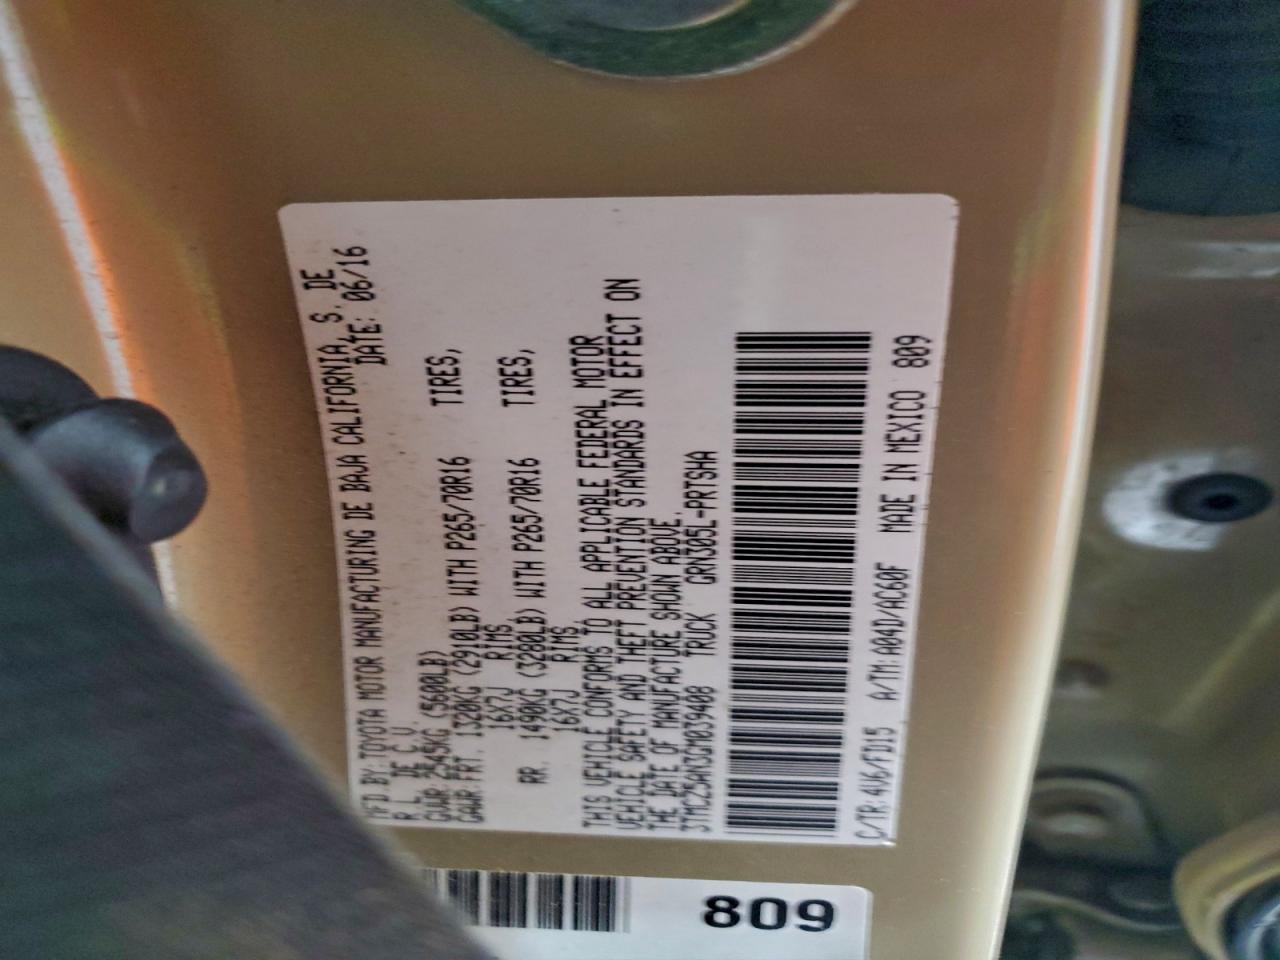 MFD BY: TOYOTA MOTOR MANUFACTURING DE BAJA CALIFORNIA, S. DE
R.L. DE C.V. DATE: 06/16
GVWR 2545KG (5600LB)
GAWR FRT. 1320KG (2910LB) WITH P265/70R16 TIRES,
16X7J RIMS,
RR. 1490KG (3280LB) WITH P265/70R16 TIRES,
16X7J RIMS.
THIS VEHICLE CONFORMS TO ALL APPLICABLE FEDERAL MOTOR
VEHICLE SAFETY AND THEFT PREVENTION STANDARDS IN EFFECT ON
THE DATE OF MANUFACTURE SHOWN ABOVE.
3TMCZ5AN3GM039408 TRUCK GRN305L-PRTSHA
C/TR: 4V6/FD15 A/TM: A04D/AC60F MADE IN MEXICO 809
809